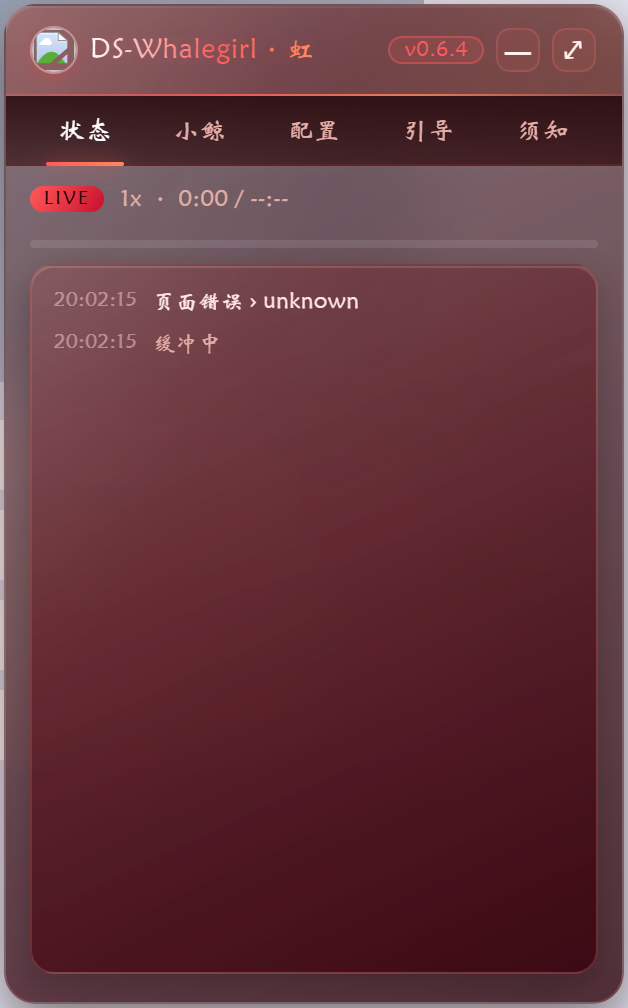 DS-Whalegirl · 虹 v0.6.4
状态 小鲸 配置 引导 须知
LIVE 1x · 0:00 / --:--
20:02:15 页面错误 › unknown
20:02:15 缓冲中